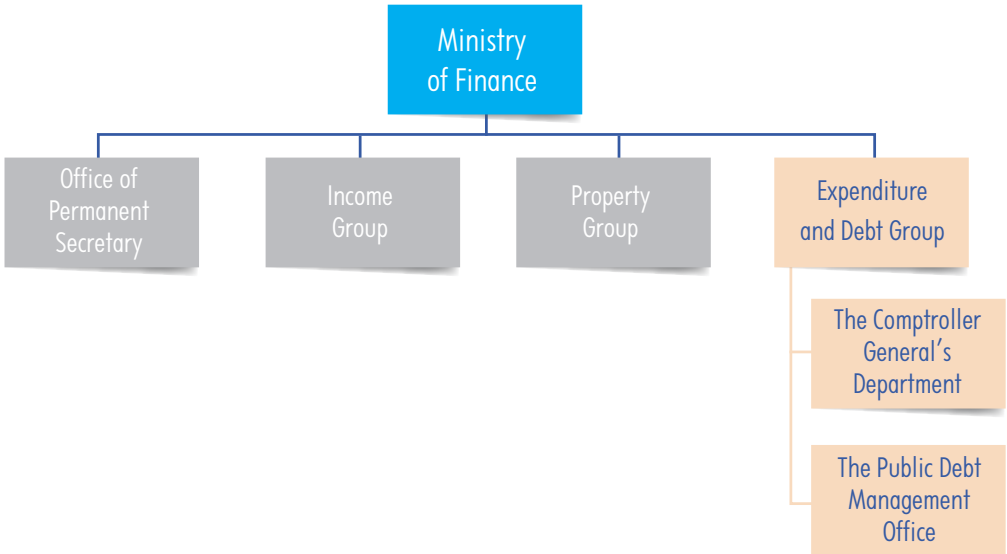 Ministry
of Finance
Office of
Permanent
Secretary
Income
Group
Property
Group
Expenditure
and Debt Group
The Comptroller
General's
Department
The Public Debt
Management
Office